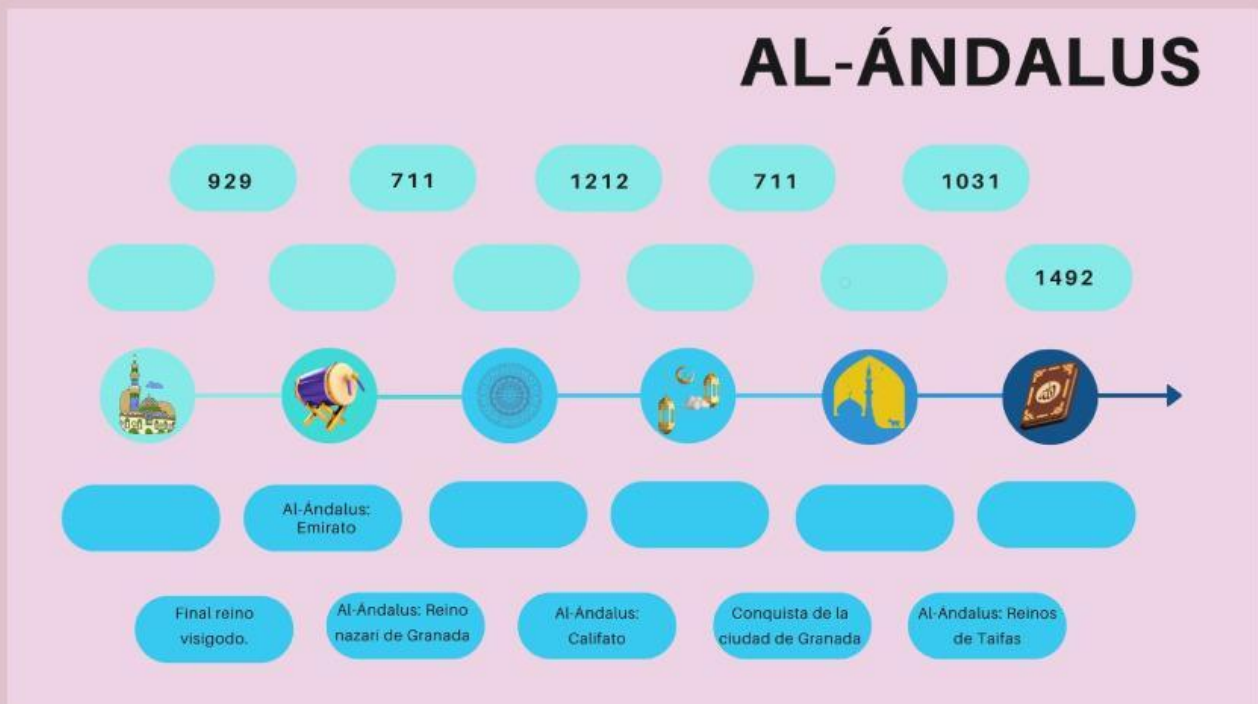 AL-ÁNDALUS
929
711
1212
711
1031
1492
Al-Ándalus:
Emirato
Final reino
visigodo.
Al-Ándalus: Reino
nazarí de Granada
Al-Ándalus:
Califato
Conquista de la
ciudad de Granada
Al-Ándalus: Reinos
de Taifas